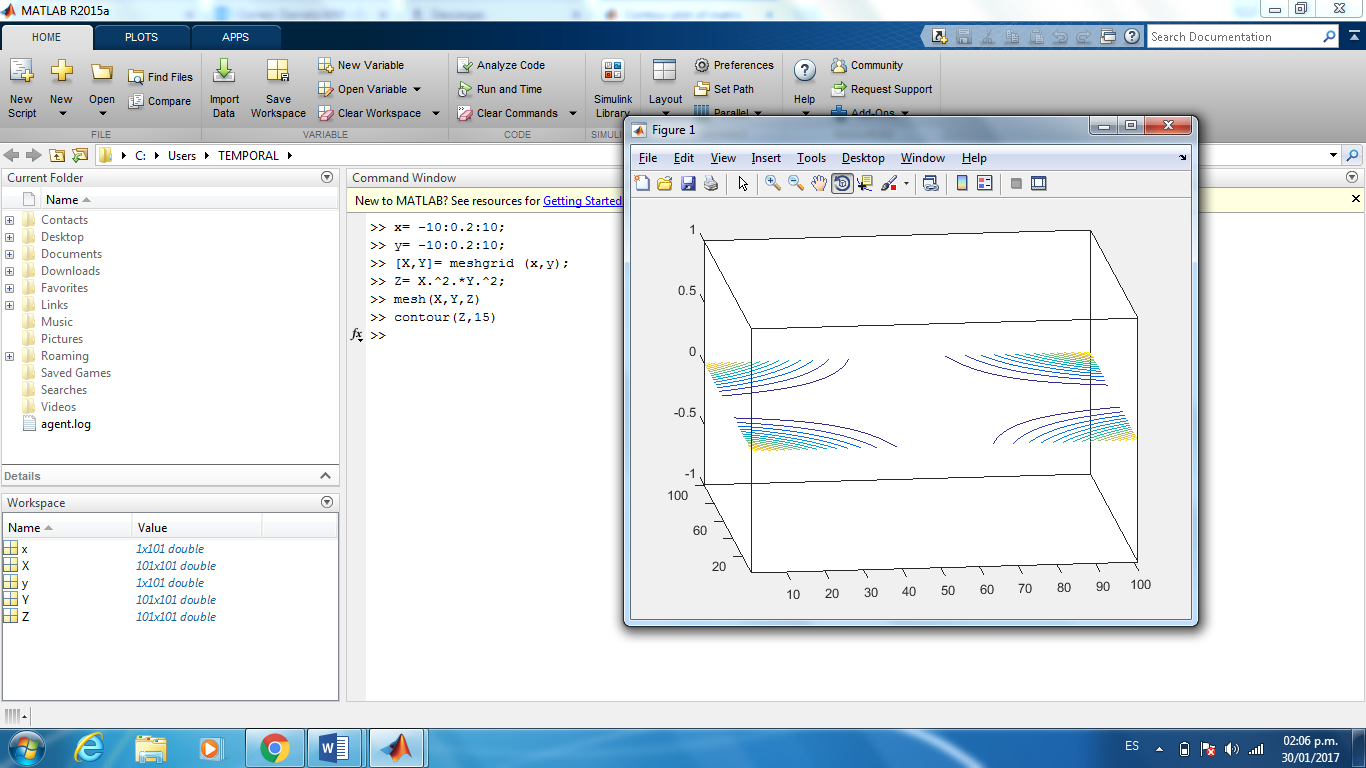 MATLAB R2015a
HOME
PLOTS
APPS
Search Documentation
New Script
New
Open
Find Files
Compare
FILE
Import Data
Save Workspace
New Variable
Open Variable
Clear Workspace
VARIABLE
Analyze Code
Run and Time
Clear Commands
CODE
Simulink Library
SIMULI
Layout
Preferences
Set Path
Parallel
Help
Community
Request Support
Add-Ons
C: Users TEMPORAL
Current Folder
Name
Contacts
Desktop
Documents
Downloads
Favorites
Links
Music
Pictures
Roaming
Saved Games
Searches
Videos
agent.log
Details
Workspace
Name Value
x 1x101 double
X 101x101 double
y 1x101 double
Y 101x101 double
Z 101x101 double
Command Window
New to MATLAB? See resources for Getting Started
>> x= -10:0.2:10;
>> y= -10:0.2:10;
>> [X,Y]= meshgrid (x,y);
>> Z= X.^2.*Y.^2;
>> mesh(X,Y,Z)
>> contour(Z,15)
fx >>
Figure 1
File Edit View Insert Tools Desktop Window Help
1
0.5
0
-0.5
-1
100
60
20
10 20 30 40 50 60 70 80 90 100
ES
02:06 p.m.
30/01/2017